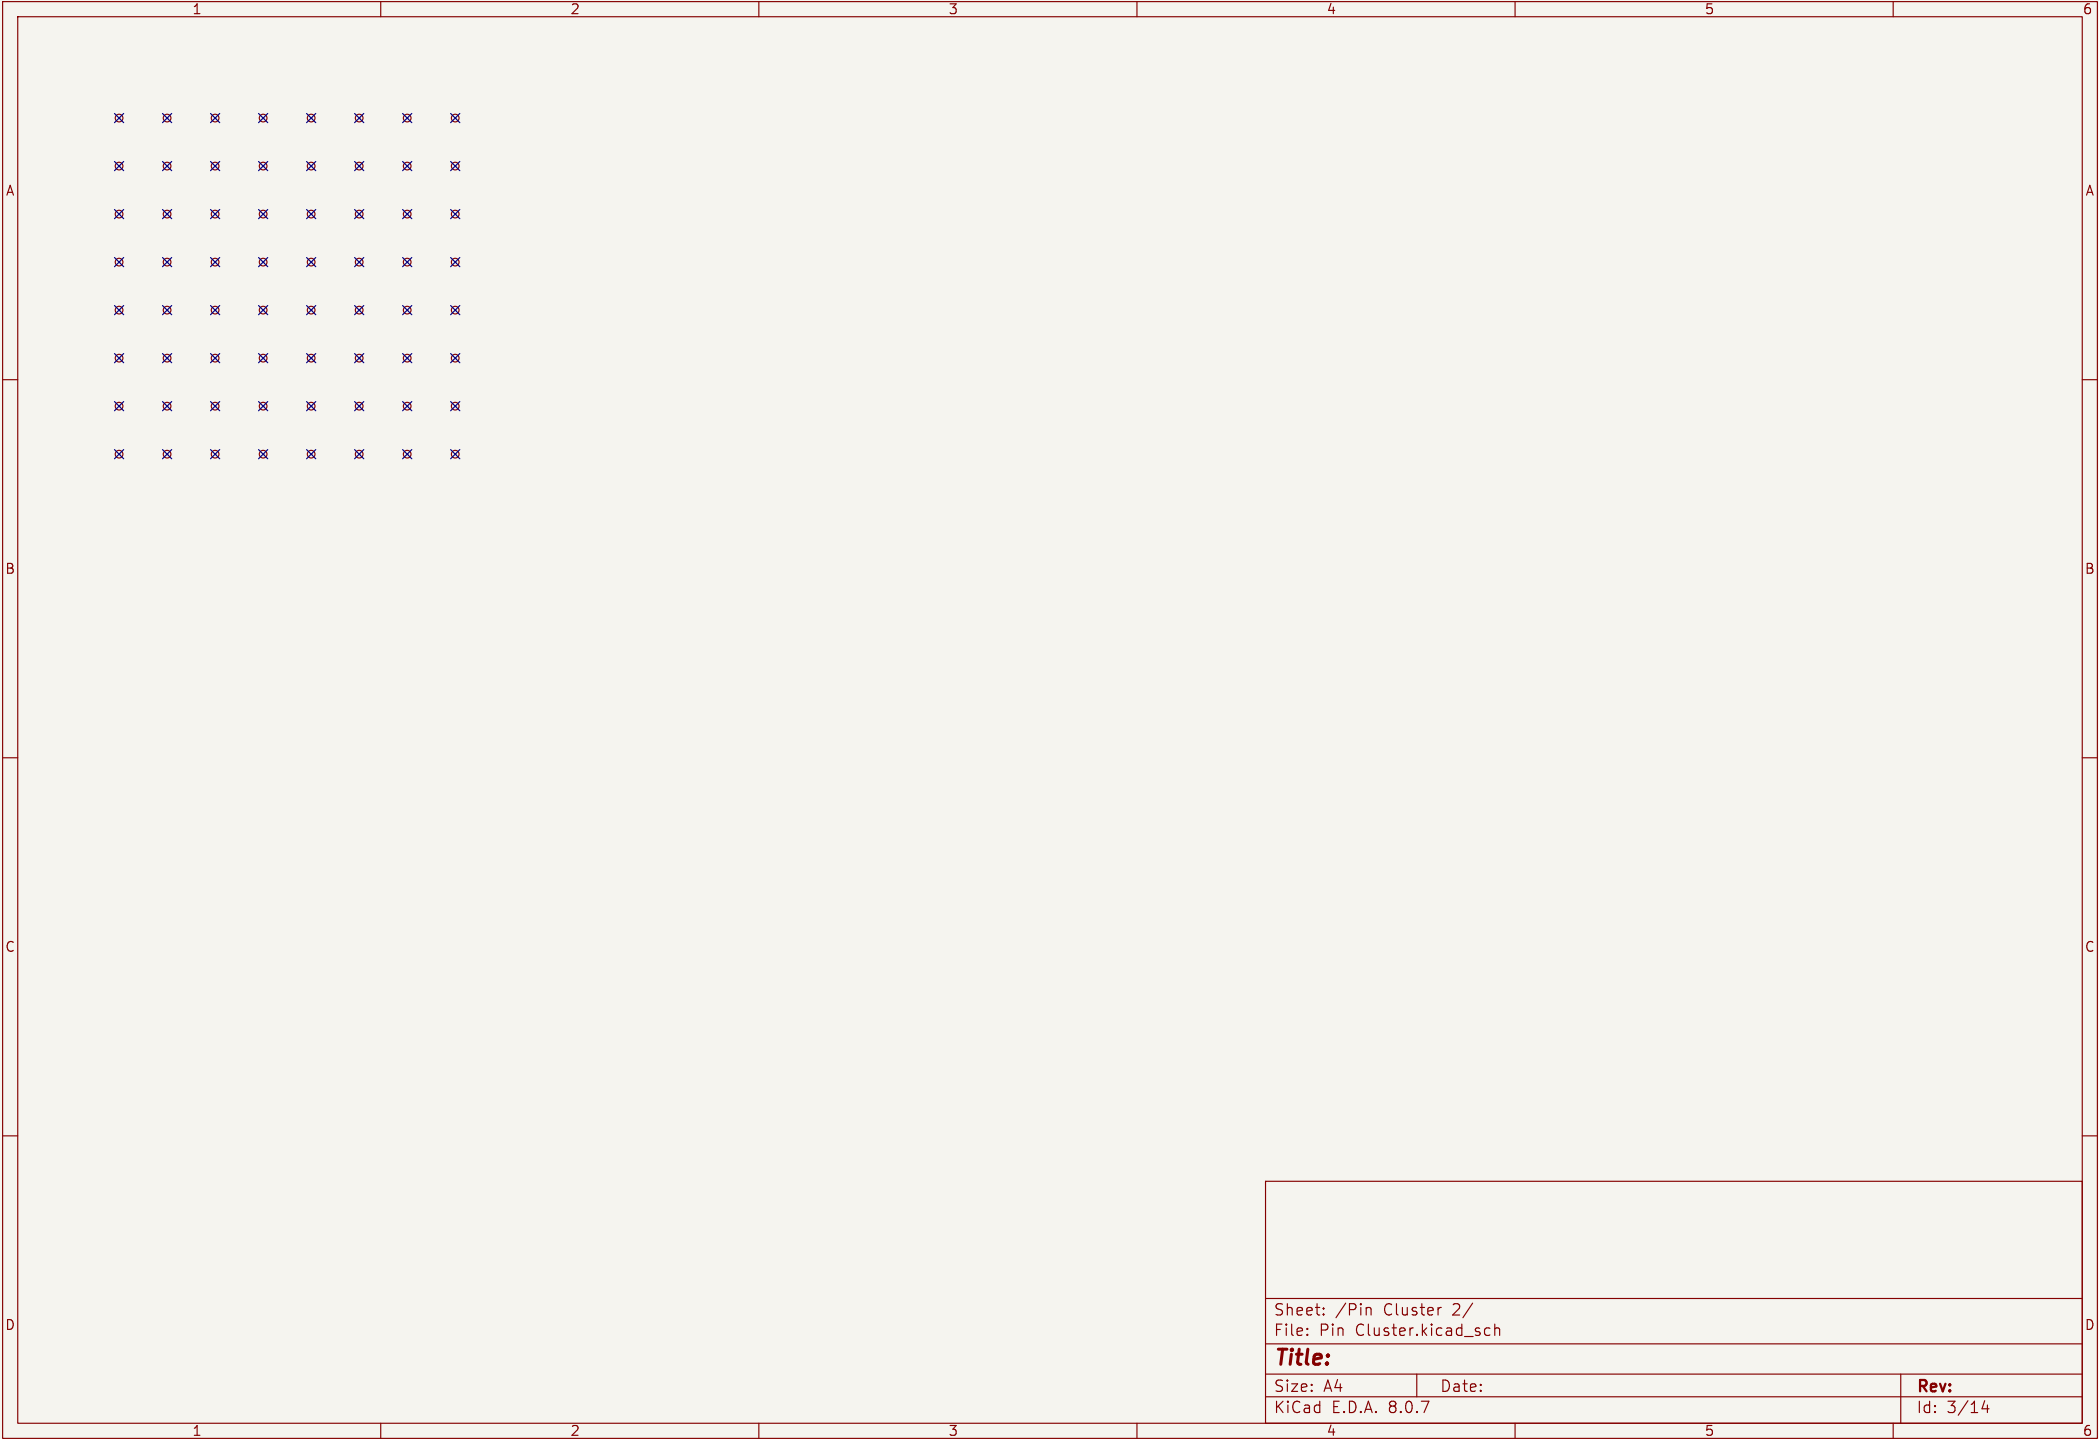 1 2 3 4 5 6
A A
B B
C C
Sheet: /Pin Cluster 2/
File: Pin Cluster.kicad_sch
D D
Title:
Size: A4 Date: Rev:
KiCad E.D.A. 8.0.7 Id: 3/14
1 2 3 4 5 6